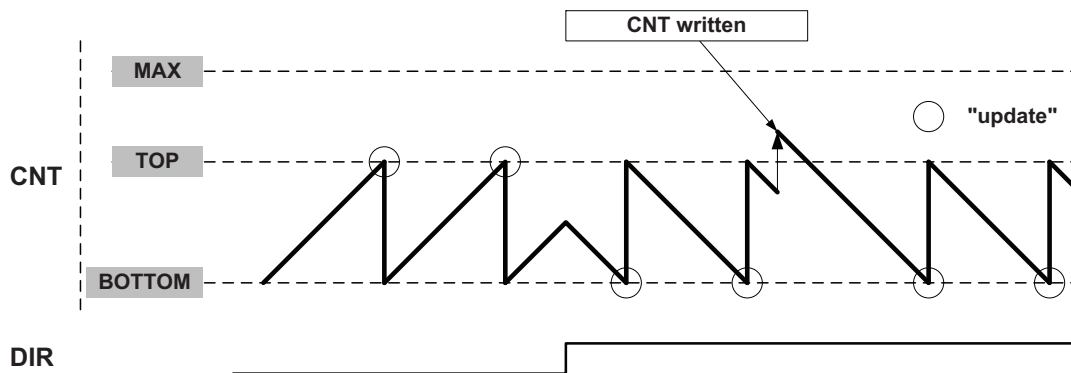 CNT written
MAX
"update"
TOP
CNT
BOTTOM
DIR